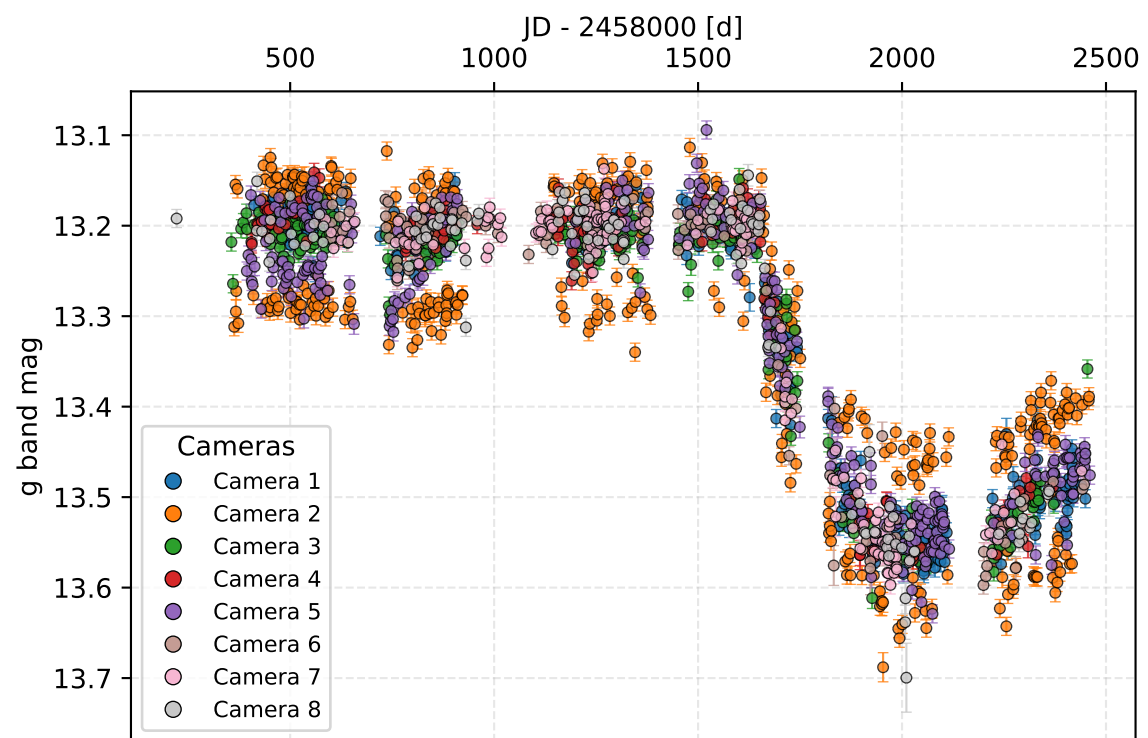 JD - 2458000 [d]
500 1000 1500 2000 2500
g band mag
13.1
13.2
13.3
13.4
13.5
13.6
13.7
Cameras
Camera 1
Camera 2
Camera 3
Camera 4
Camera 5
Camera 6
Camera 7
Camera 8